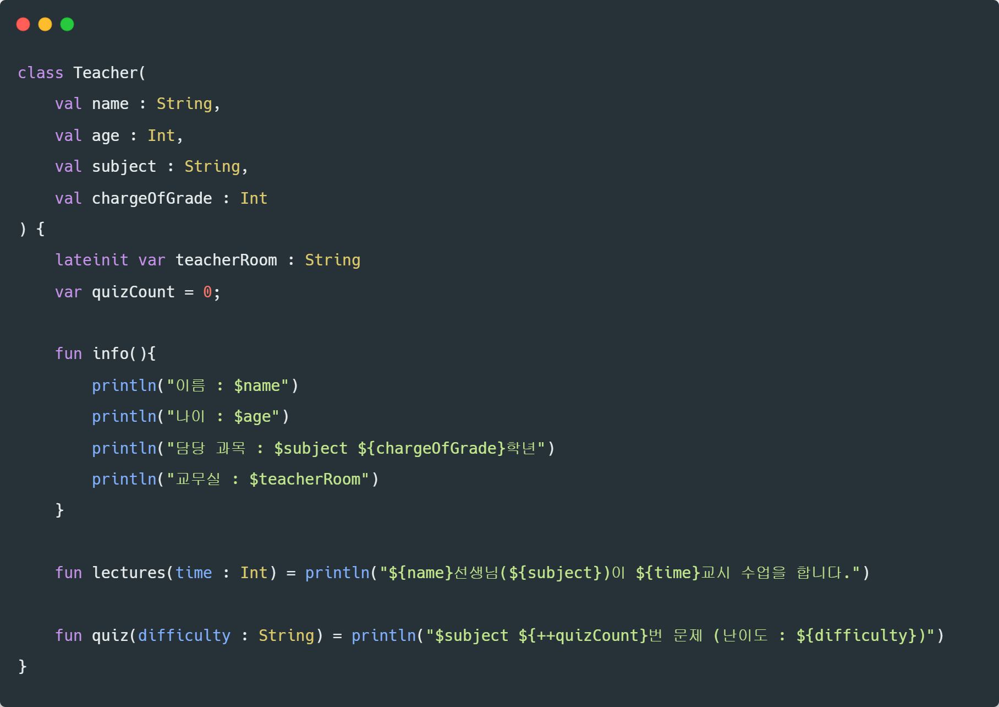 class Teacher(
    val name : String,
    val age : Int,
    val subject : String,
    val chargeOfGrade : Int
) {
    lateinit var teacherRoom : String
    var quizCount = 0;
    fun info(){
        println("이름 : $name")
        println("나이 : $age")
        println("담당 과목 : $subject ${chargeOfGrade}학년")
        println("교무실 : $teacherRoom")
    }
    fun lectures(time : Int) = println("${name}선생님(${subject})이 ${time}교시 수업을 합니다.")
    fun quiz(difficulty : String) = println("$subject ${++quizCount}번 문제 (난이도 : ${difficulty})")
}